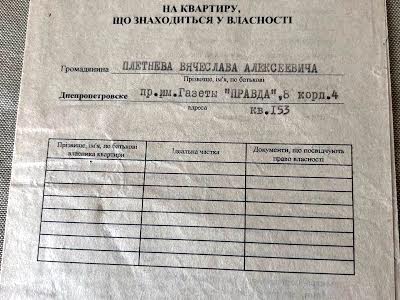 НА КВАРТИРУ,
ЩО ЗНАХОДИТЬСЯ У ВЛАСНОСТІ
Громадянина ПЛЕТНЕВА ВЯЧЕСЛАВА АЛЕКСЕЕВИЧА
Прізвище, ім'я, по батькові
Днепропетровске пр.им.Газеты "ПРАВДА",8 корп.4
адреса кв.153
Прізвище, ім'я, по батькові власника квартири
Ідеальна частка
Документи, що посвідчують право власності